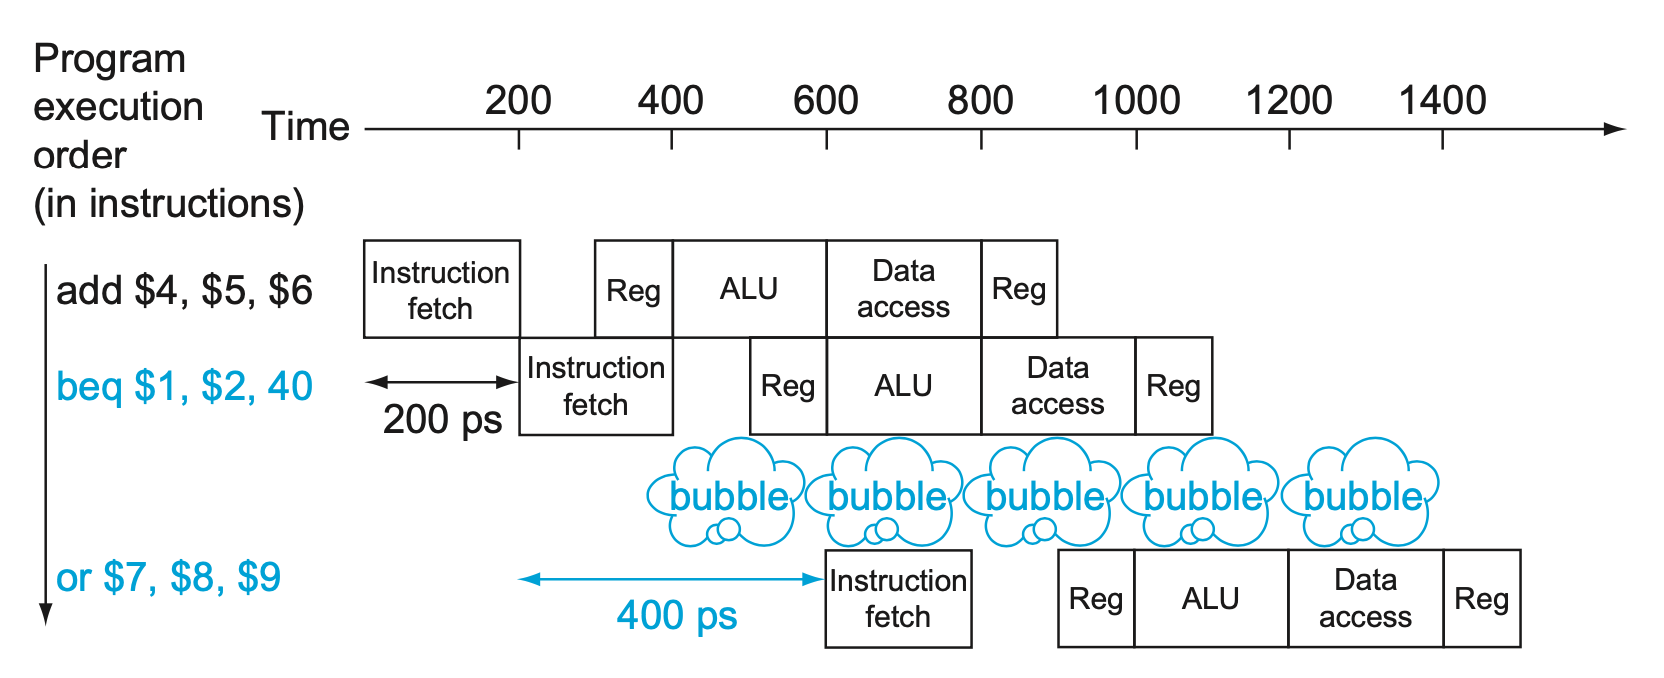 Program
execution
order
(in instructions)
Time
200 400 600 800 1000 1200 1400
add $4, $5, $6
Instruction
fetch
Reg
ALU
Data
access
Reg
beq $1, $2, 40
200 ps
Instruction
fetch
Reg
ALU
Data
access
Reg
bubble bubble bubble bubble bubble
or $7, $8, $9
400 ps
Instruction
fetch
Reg
ALU
Data
access
Reg